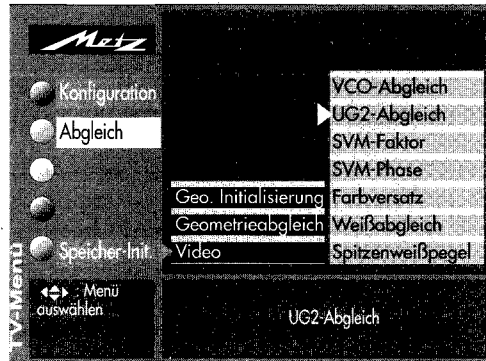 Metz
Konfiguration
Abgleich
Speicher-Init.
Geo. Initialisierung
Geometrieabgleich
Video
VCO-Abgleich
UG2-Abgleich
SVM-Faktor
SVM-Phase
Farbversatz
Weißabgleich
Spitzenweißpegel
TV-Menü
: Menü
auswählen
UG2-Abgleich